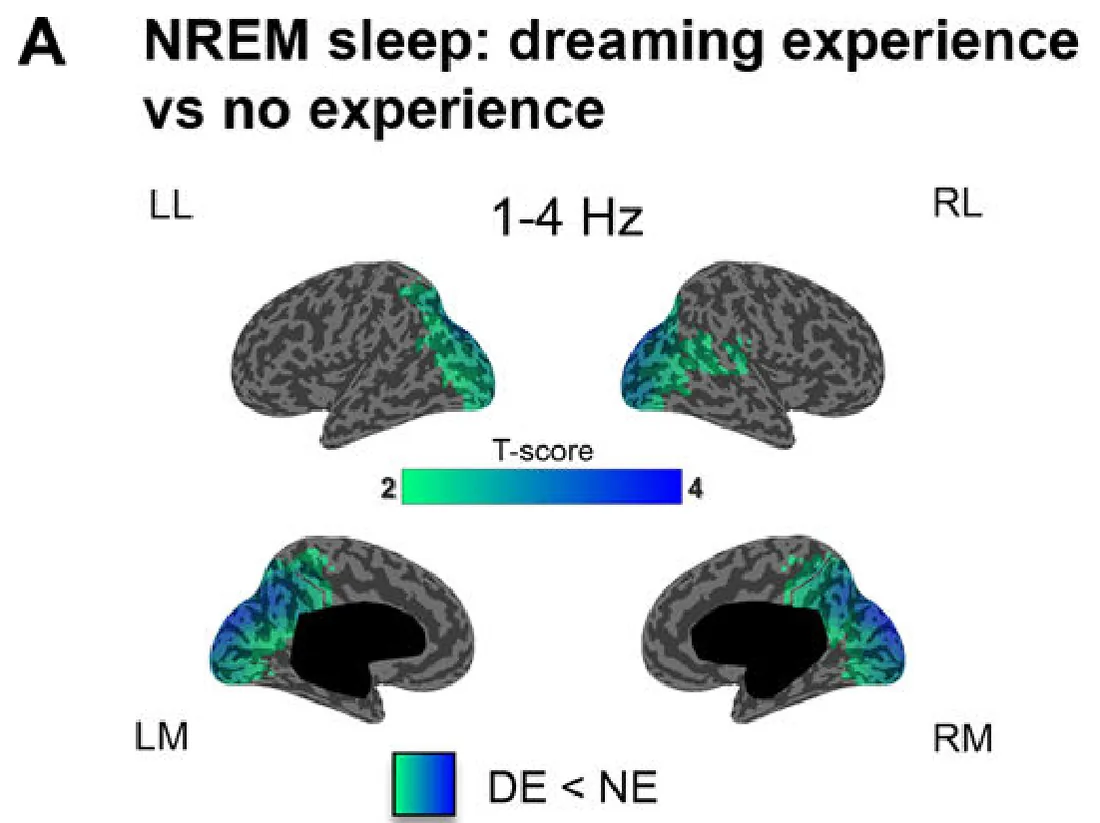 A NREM sleep: dreaming experience
vs no experience
LL
1-4 Hz
RL
T-score
2
4
LM
RM
DE < NE